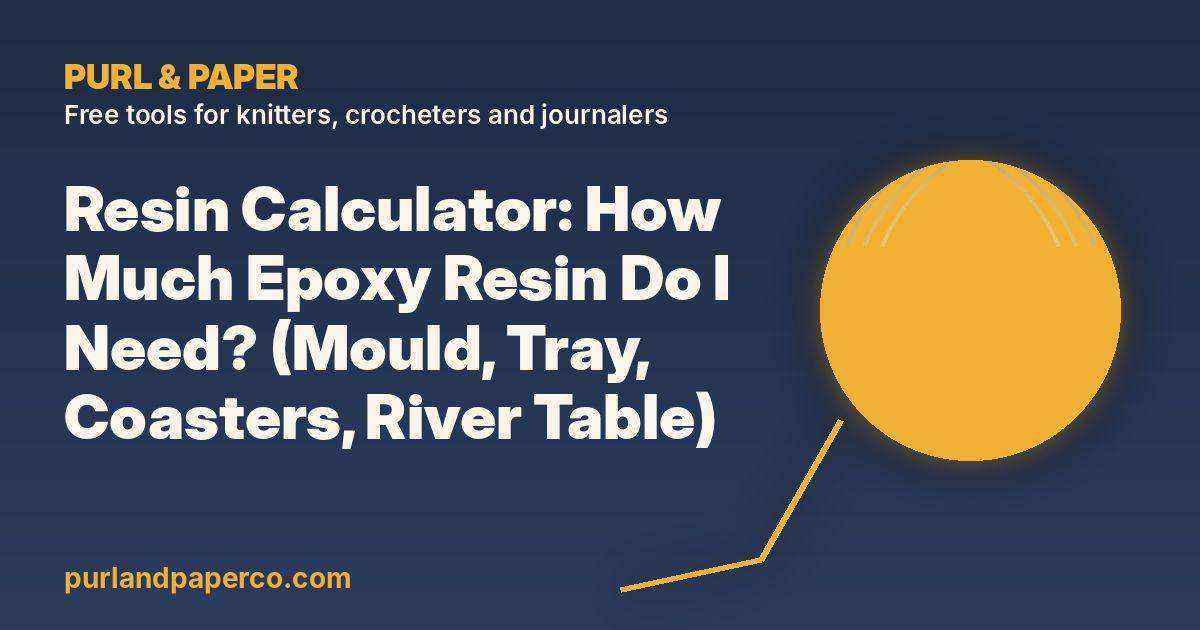 PURL & PAPER
Free tools for knitters, crocheters and journalers
Resin Calculator: How
Much Epoxy Resin Do I
Need? (Mould, Tray,
Coasters, River Table)
purlandpaperco.com